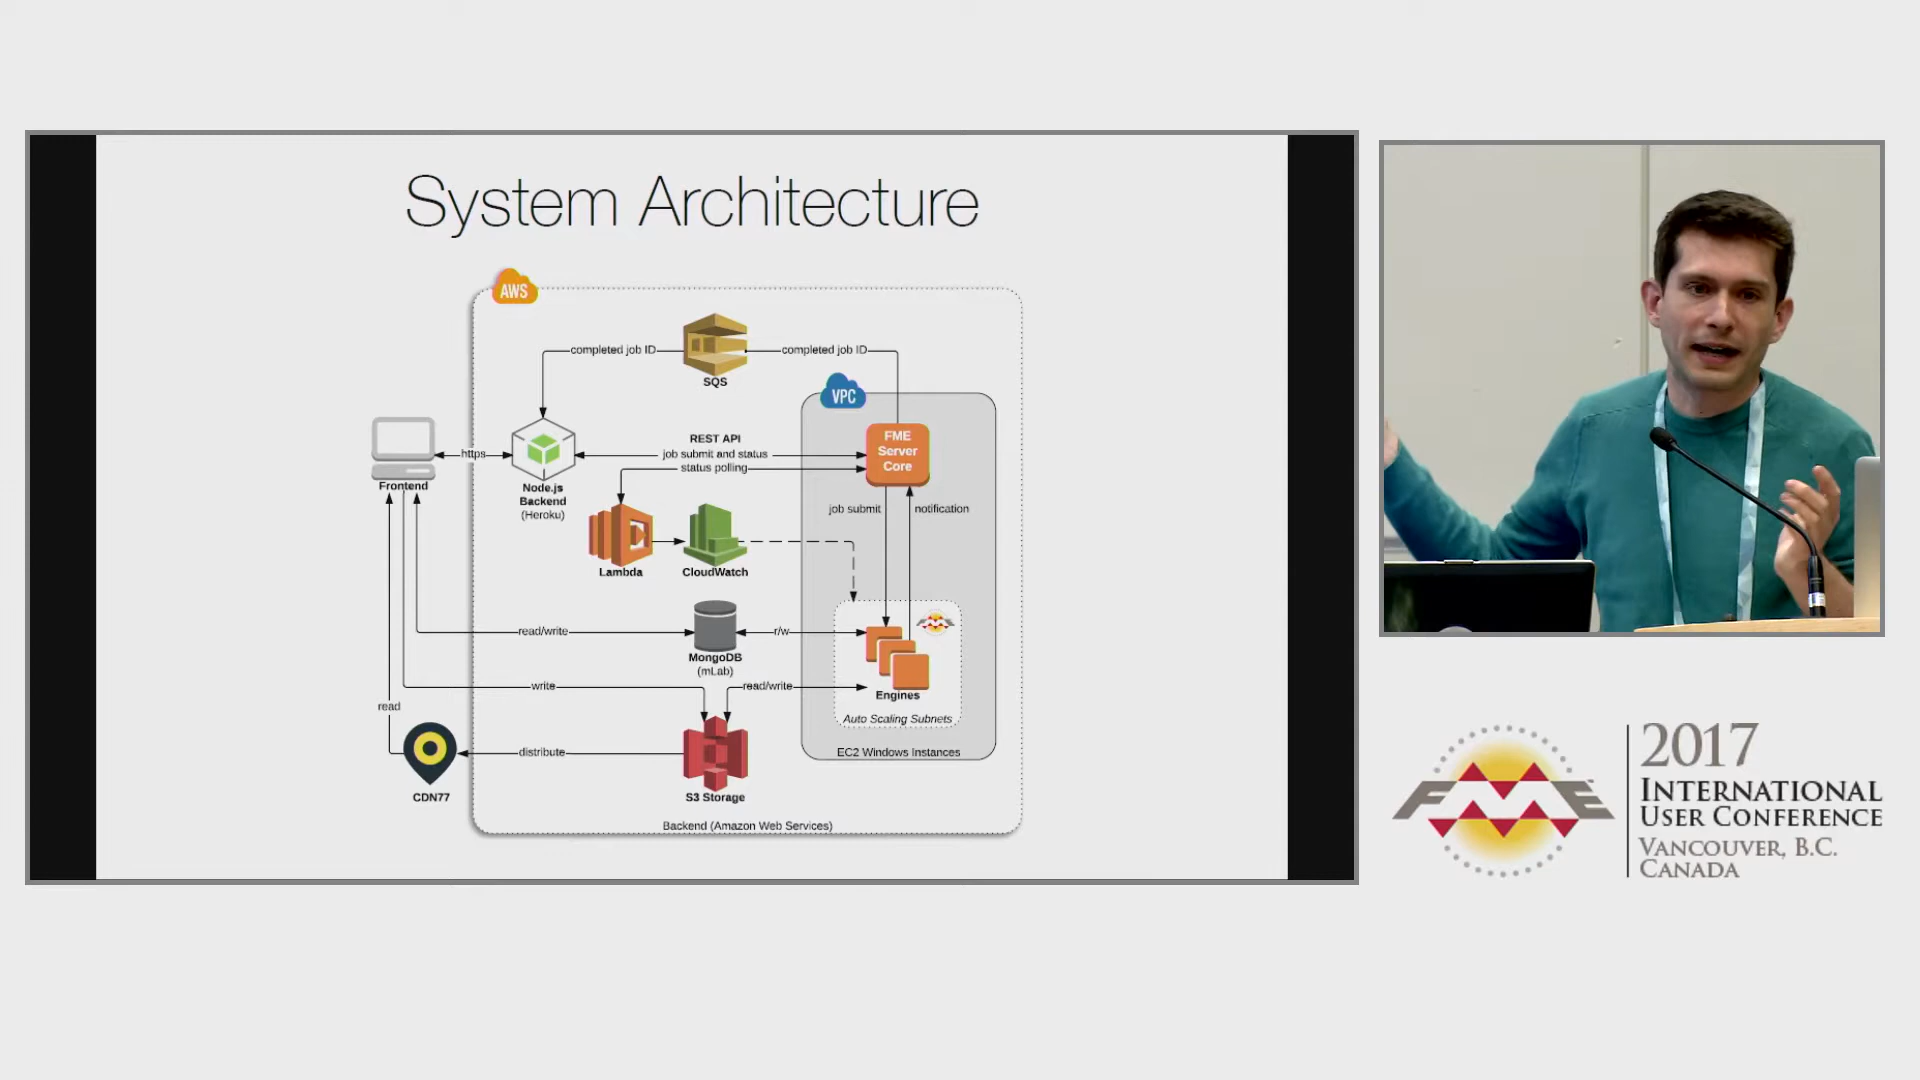 System Architecture
AWS
completed job ID
completed job ID
SQS
VPC
FME
Server
Core
REST API
job submit and status
status polling
https
Frontend
Node.js
Backend
(Heroku)
job submit
notification
Lambda
CloudWatch
read/write
r/w
MongoDB
(mLab)
write
read/write
Engines
read
Auto Scaling Subnets
distribute
EC2 Windows Instances
CDN77
S3 Storage
Backend (Amazon Web Services)
FME
2017
INTERNATIONAL
USER CONFERENCE
VANCOUVER, B.C.
CANADA